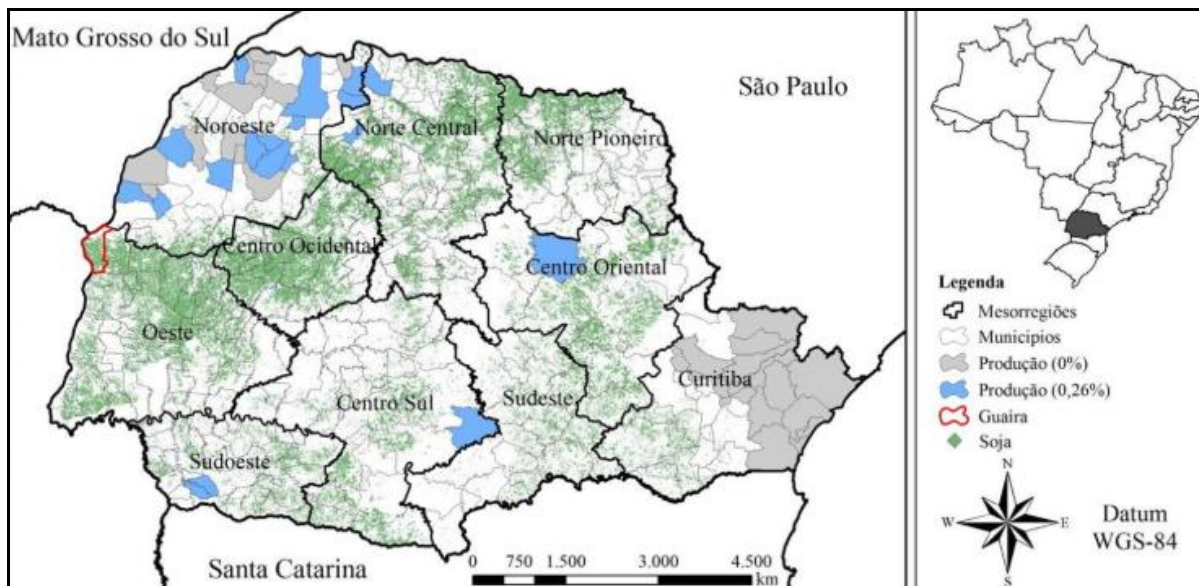 Mato Grosso do Sul
São Paulo
Noroeste
Norte Central
Norte Pioneiro
Centro Ocidental
Centro Oriental
Oeste
Curitiba
Centro Sul
Sudeste
Sudoeste
Santa Catarina
0 750 1.500 3.000 4.500
km
Legenda
Mesorregiões
Municipios
Produção (0%)
Produção (0,26%)
Guaira
Soja
N
W E
S
Datum
WGS-84